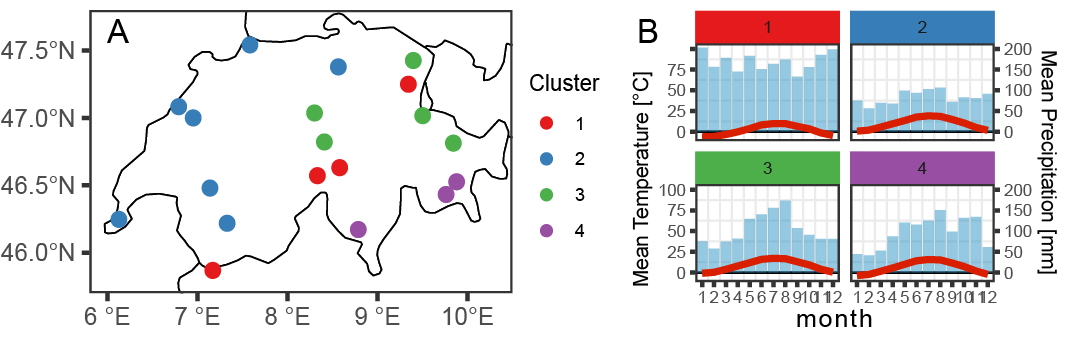 A
47.5°N
47.0°N
46.5°N
46.0°N
6 °E 7 °E 8 °E 9 °E 10 °E
Cluster
1
2
3
4
B
1 2
Mean Temperature [°C]
75
50
25
0
200
150
100
50
0
Mean Precipitation [mm]
3 4
100
75
50
25
0
200
150
100
50
0
1 2 3 4 5 6 7 8 9 10 11 12 1 2 3 4 5 6 7 8 9 10 11 12
month